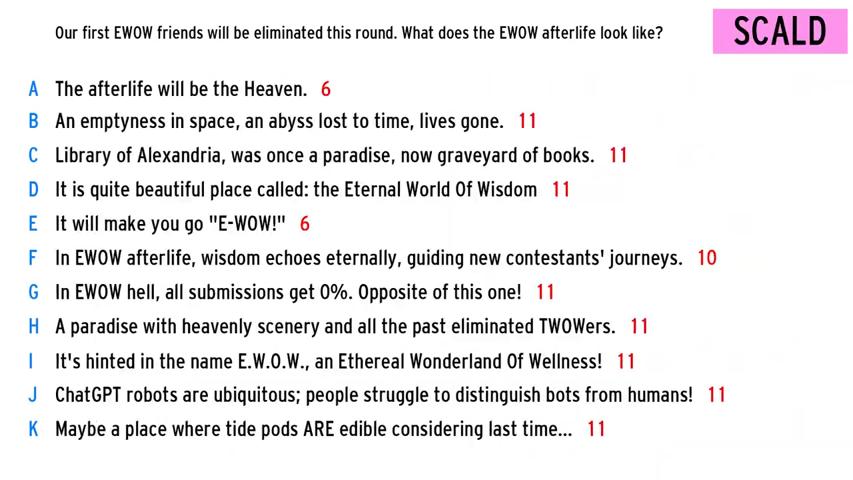 Our first EWOW friends will be eliminated this round. What does the EWOW afterlife look like?
SCALD
A The afterlife will be the Heaven. 6
B An emptyness in space, an abyss lost to time, lives gone. 11
C Library of Alexandria, was once a paradise, now graveyard of books. 11
D It is quite beautiful place called: the Eternal World Of Wisdom 11
E It will make you go "E-WOW!" 6
F In EWOW afterlife, wisdom echoes eternally, guiding new contestants' journeys. 10
G In EWOW hell, all submissions get 0%. Opposite of this one! 11
H A paradise with heavenly scenery and all the past eliminated TWOWers. 11
I It's hinted in the name E.W.O.W., an Ethereal Wonderland Of Wellness! 11
J ChatGPT robots are ubiquitous; people struggle to distinguish bots from humans! 11
K Maybe a place where tide pods ARE edible considering last time... 11